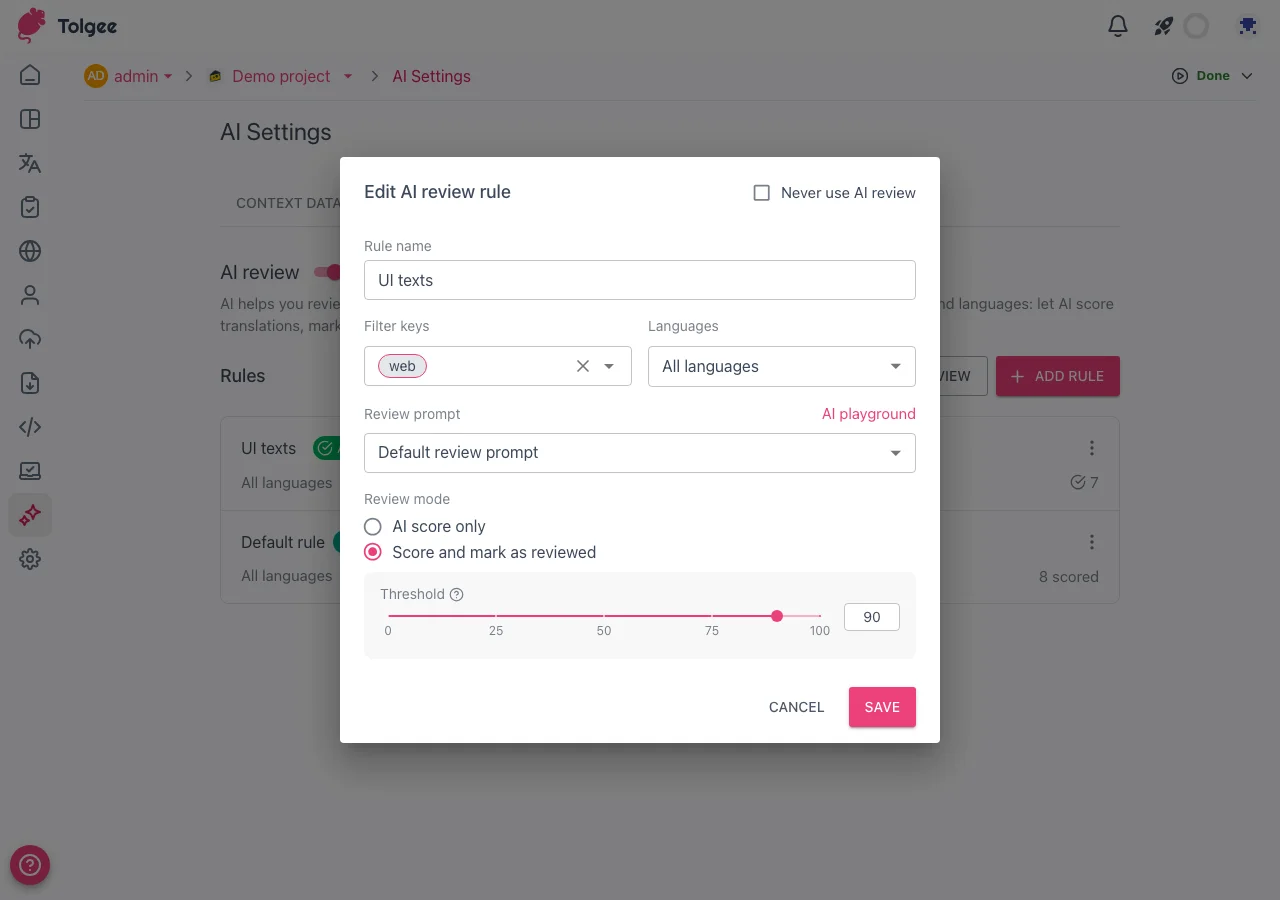 Tolgee
AD admin
Demo project
AI Settings
Done
AI Settings
CONTEXT DATA
AI review
AI helps you revie
nd languages: let AI score
translations, mark
Rules
VIEW
ADD RULE
UI texts
All languages
7
Default rule
All languages
8 scored
Edit AI review rule
Never use AI review
Rule name
UI texts
Filter keys
Languages
web
All languages
Review prompt
AI playground
Default review prompt
Review mode
AI score only
Score and mark as reviewed
Threshold
0 25 50 75 100
90
CANCEL
SAVE